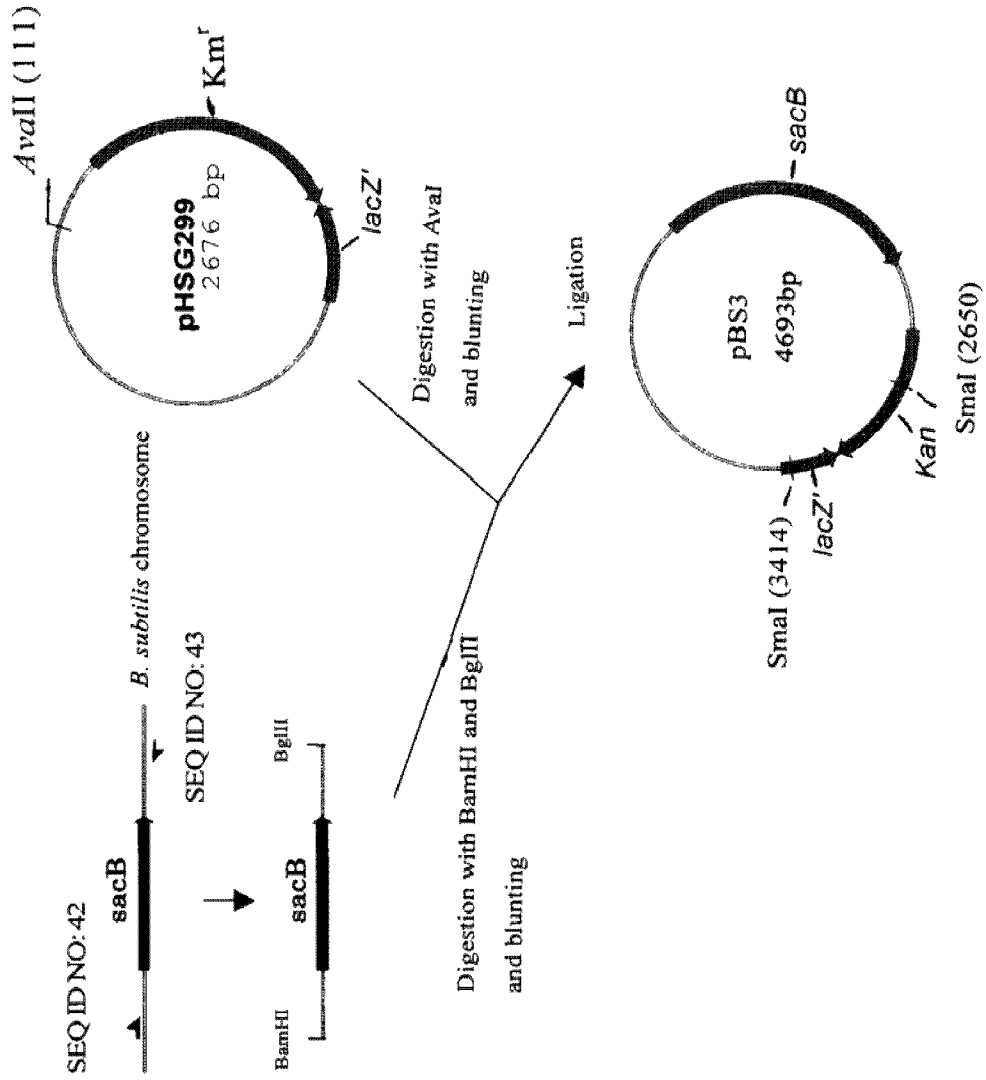 SEQ ID NO: 42
sacB
B. subtilis chromosome
SEQ ID NO: 43
BamHI
sacB
BglII
Digestion with BamHI and BglII
and blunting
AvaII (111)
pHSG299
2676 bp
Km^r
lacZ'
Digestion with AvaI
and blunting
Ligation
pBS3
4693bp
sacB
SmaI (3414)
lacZ'
Kan
SmaI (2650)